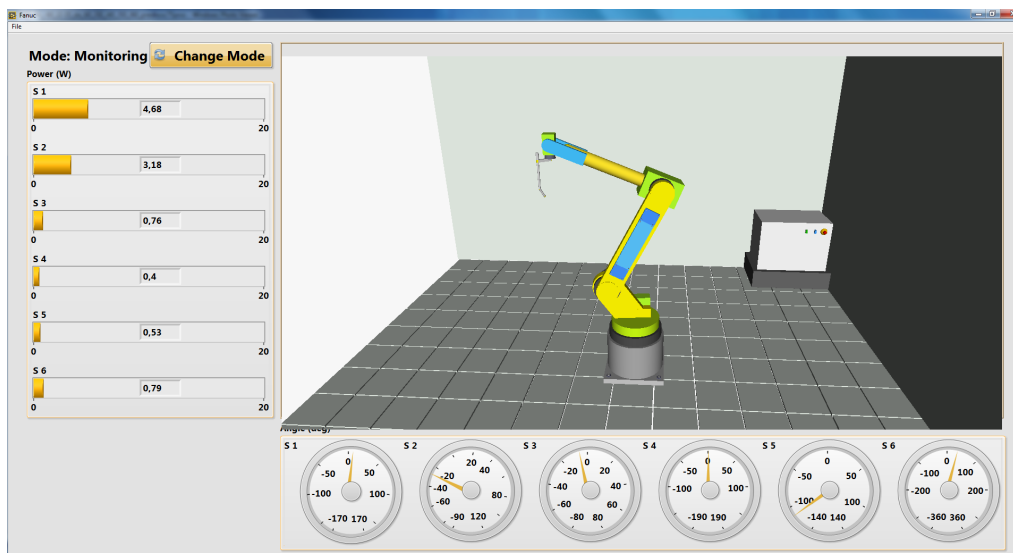 Fanuc
File
Mode: Monitoring Change Mode
Power (W)
S 1
4,68
0 20
S 2
3,18
0 20
S 3
0,76
0 20
S 4
0,4
0 20
S 5
0,53
0 20
S 6
0,79
0 20
Angle (deg)
S 1
0
-50 50
-100 100
-170 170
S 2
20
-20 40
-40
-60 80
-90 120
S 3
0
-20 20
-40 40
-60 60
-80 80
S 4
0
-50 50
-100 100
-190 190
S 5
0
-50 50
-100 100
-140 140
S 6
0
-100 100
-200 200
-360 360